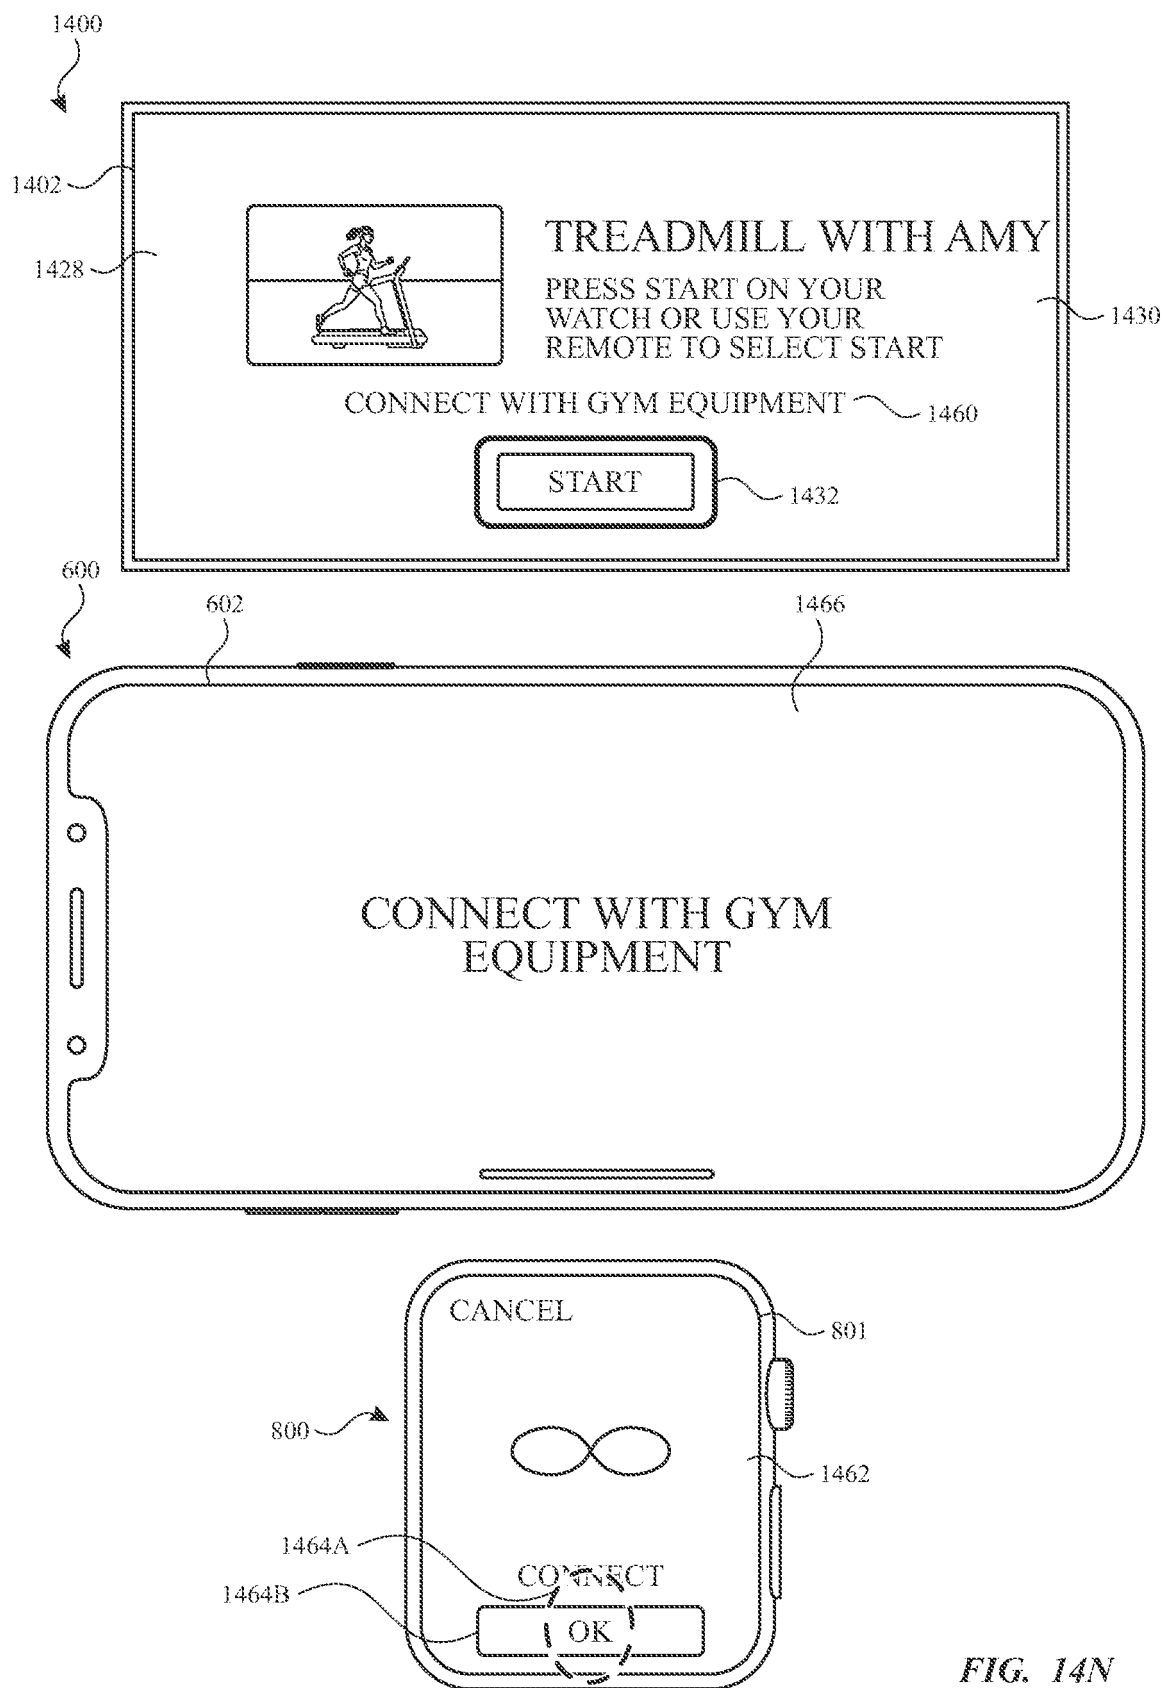 1400
1402
1428
TREADMILL WITH AMY
PRESS START ON YOUR
WATCH OR USE YOUR
REMOTE TO SELECT START
1430
CONNECT WITH GYM EQUIPMENT
1460
START
1432
600
602
1466
CONNECT WITH GYM
EQUIPMENT
CANCEL
801
800
1462
1464A
CONNECT
1464B
OK
FIG. 14N